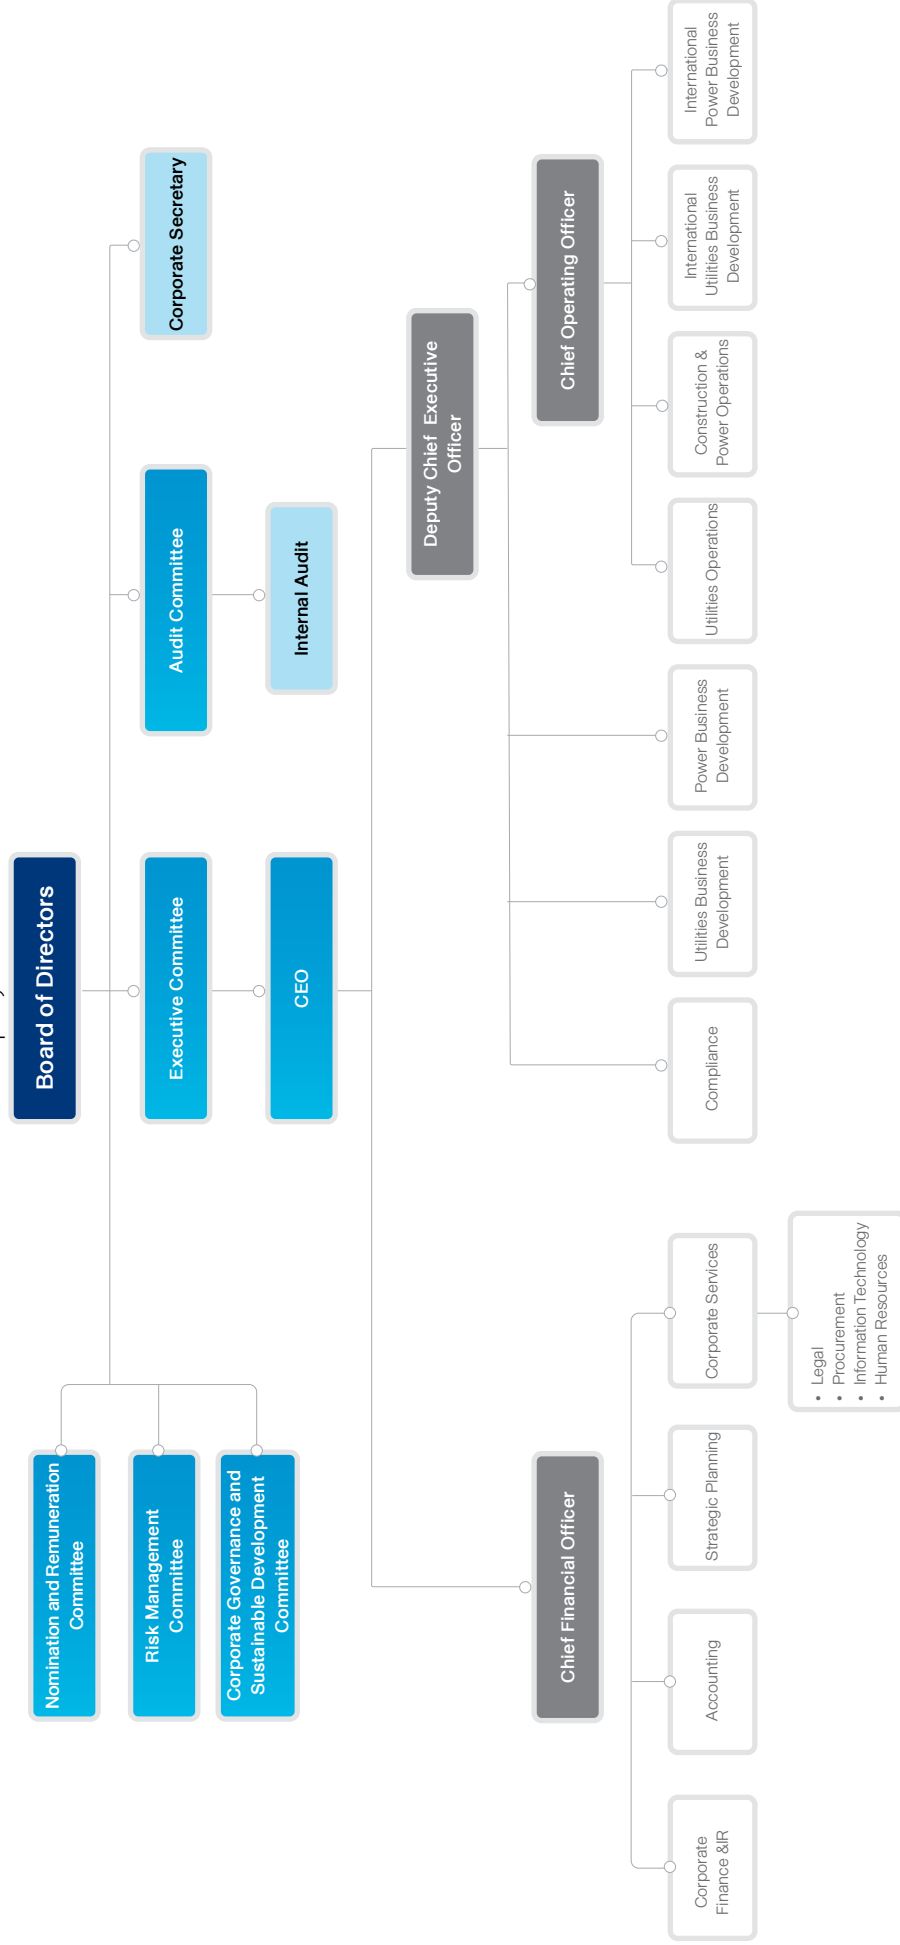 Board of Directors
Nomination and Remuneration
Committee
Risk Management
Committee
Corporate Governance and
Sustainable Development
Committee
Executive Committee
Audit Committee
Corporate Secretary
CEO
Internal Audit
Deputy Chief Executive
Officer
Chief Financial Officer
Chief Operating Officer
Corporate
Finance &IR
Accounting
Strategic Planning
Corporate Services
Compliance
Utilities Business
Development
Power Business
Development
Utilities Operations
Construction &
Power Operations
International
Utilities Business
Development
International
Power Business
Development
• Legal
• Procurement
• Information Technology
• Human Resources